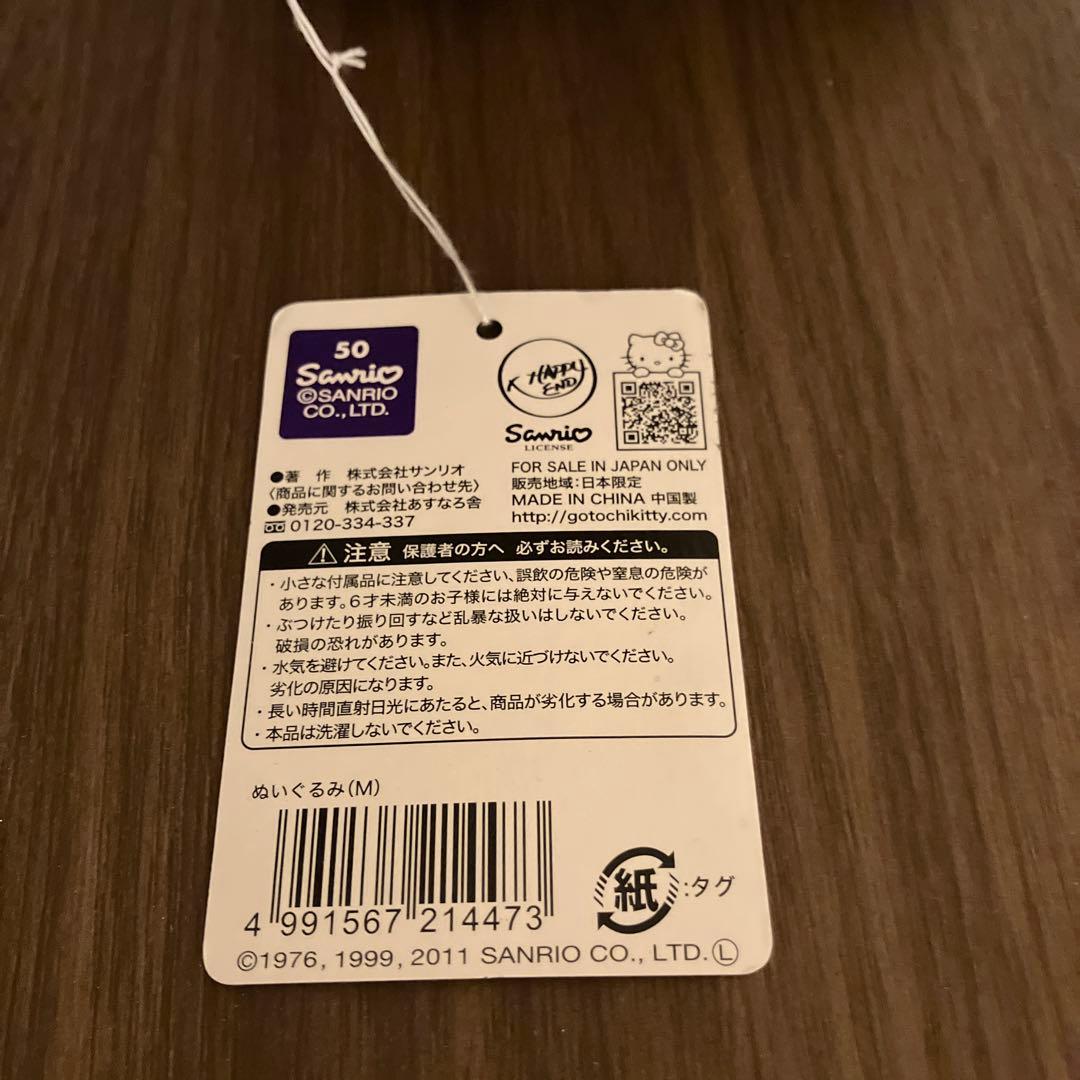 50
Sanrio
©SANRIO
CO.,LTD.
K HAPPY
END
Sanrio
LICENSE
FOR SALE IN JAPAN ONLY
販売地域:日本限定
MADE IN CHINA 中国製
http://gotochikitty.com
●著 作 株式会社サンリオ
〈商品に関するお問い合わせ先〉
●発売元 株式会社あすなろ舎
0120-334-337
注意 保護者の方へ 必ずお読みください。
・小さな付属品に注意してください、誤飲の危険や窒息の危険が
あります。6才未満のお子様には絶対に与えないでください。
・ぶつけたり振り回すなど乱暴な扱いはしないでください。
破損の恐れがあります。
・水気を避けてください。また、火気に近づけないでください。
劣化の原因になります。
・長い時間直射日光にあたると、商品が劣化する場合があります。
・本品は洗濯しないでください。
ぬいぐるみ(M)
4 991567 214473
紙:タグ
©1976, 1999, 2011 SANRIO CO., LTD. Ⓛ